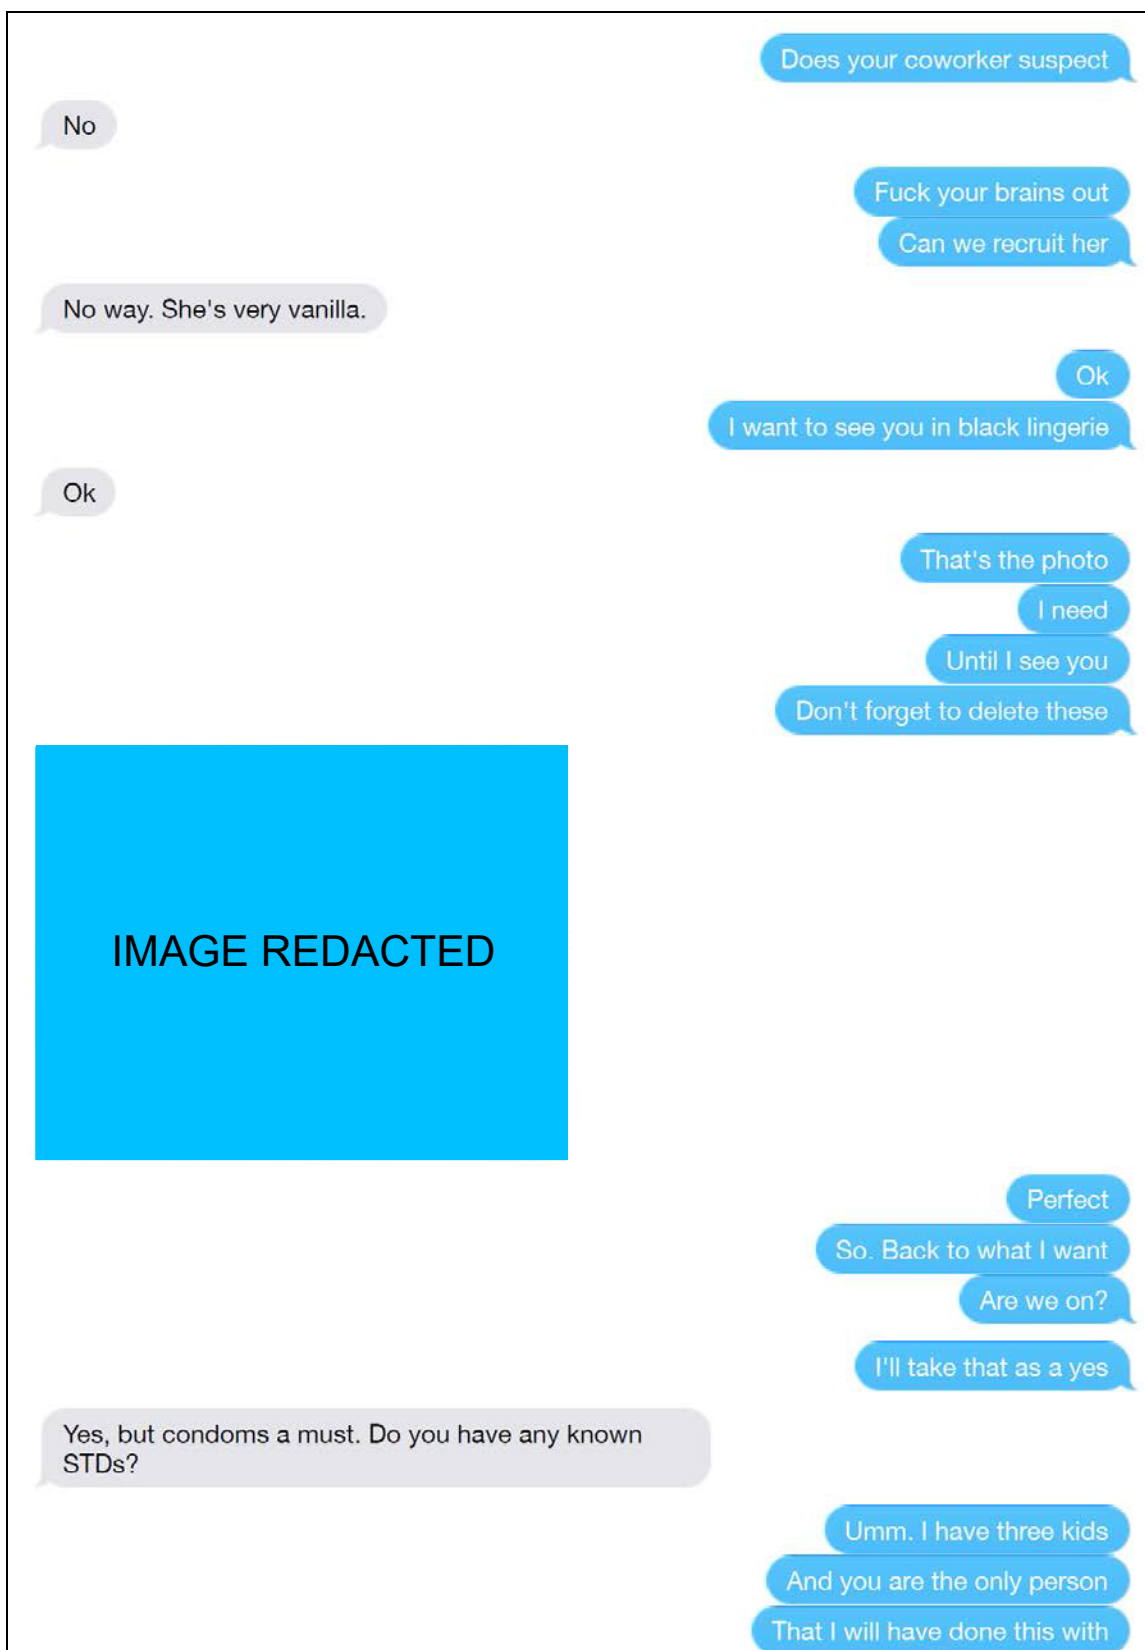 Does your coworker suspect
No
Fuck your brains out
Can we recruit her
No way. She's very vanilla.
Ok
I want to see you in black lingerie
Ok
That's the photo
I need
Until I see you
Don't forget to delete these
IMAGE REDACTED
Perfect
So. Back to what I want
Are we on?
I'll take that as a yes
Yes, but condoms a must. Do you have any known
STDs?
Umm. I have three kids
And you are the only person
That I will have done this with